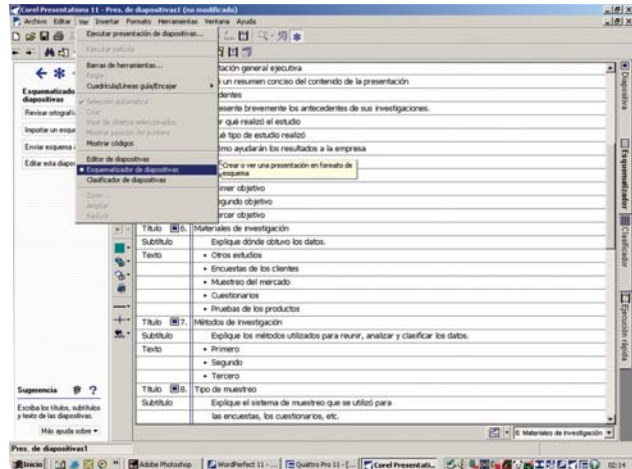 Corel Presentations 11 - Pres. de diapositivas1 (no modificado)
Archivo Editar Ver Insertar Formato Herramientas Ventana Ayuda
Ejecutar presentación de diapositivas...
Ejecutar película
Barras de herramientas...
Regla
Cuadrícula/Líneas guía/Encajar
Selección automática
Mostrar códigos
Editor de diapositivas
Esquematizador de diapositivas
Clasificador de diapositivas
Zoom...
Ampliar
Reducir
Crear o ver una presentación en formato de
esquema
Esquematizador
diapositivas
Revisar ortografí
Importar un esque
Enviar esquema
Editar esta diapos
tación general ejecutiva
un resumen conciso del contenido de la presentación
dentes
esente brevemente los antecedentes de sus investigaciones.
r qué realizó el estudio
é tipo de estudio realizó
mo ayudarán los resultados a la empresa
imer objetivo
gundo objetivo
rcer objetivo
Título 6. Materiales de investigación
Subtítulo Explique dónde obtuvo los datos.
Texto • Otros estudios
• Encuestas de los clientes
• Muestreo del mercado
• Cuestionarios
• Pruebas de los productos
Título 7. Métodos de investigación
Subtítulo Explique los métodos utilizados para reunir, analizar y clasificar los datos.
Texto • Primero
• Segundo
• Tercero
Título 8. Tipo de muestreo
Subtítulo Explique el sistema de muestreo que se utilizó para
las encuestas, los cuestionarios, etc.
Diapositiva
Esquematizador
Clasificador
Ejecución rápida
Sugerencia
Escriba los títulos, subtítulos
y texto de las diapositivas.
Más ayuda sobre
6. Materiales de investigación
Pres. de diapositivas1
Inicio Adobe Photoshop WordPerfect 11 - ... Quattro Pro 11 - [... Corel Presentati... 02:14